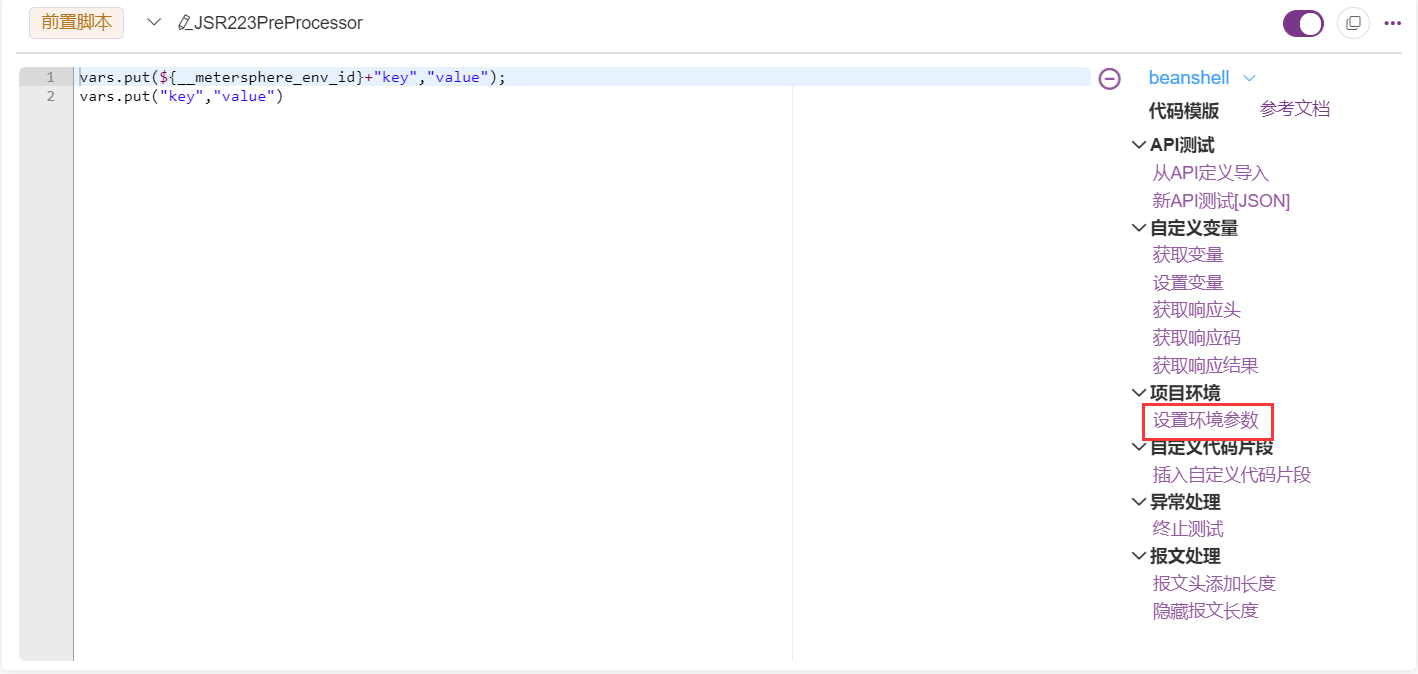 前置脚本 JSR223PreProcessor
1 vars.put(${__metersphere_env_id}+"key","value");
2 vars.put("key","value")
beanshell
代码模版 参考文档
API测试
从API定义导入
新API测试[JSON]
自定义变量
获取变量
设置变量
获取响应头
获取响应码
获取响应结果
项目环境
设置环境参数
自定义代码片段
插入自定义代码片段
异常处理
终止测试
报文处理
报文头添加长度
隐藏报文长度